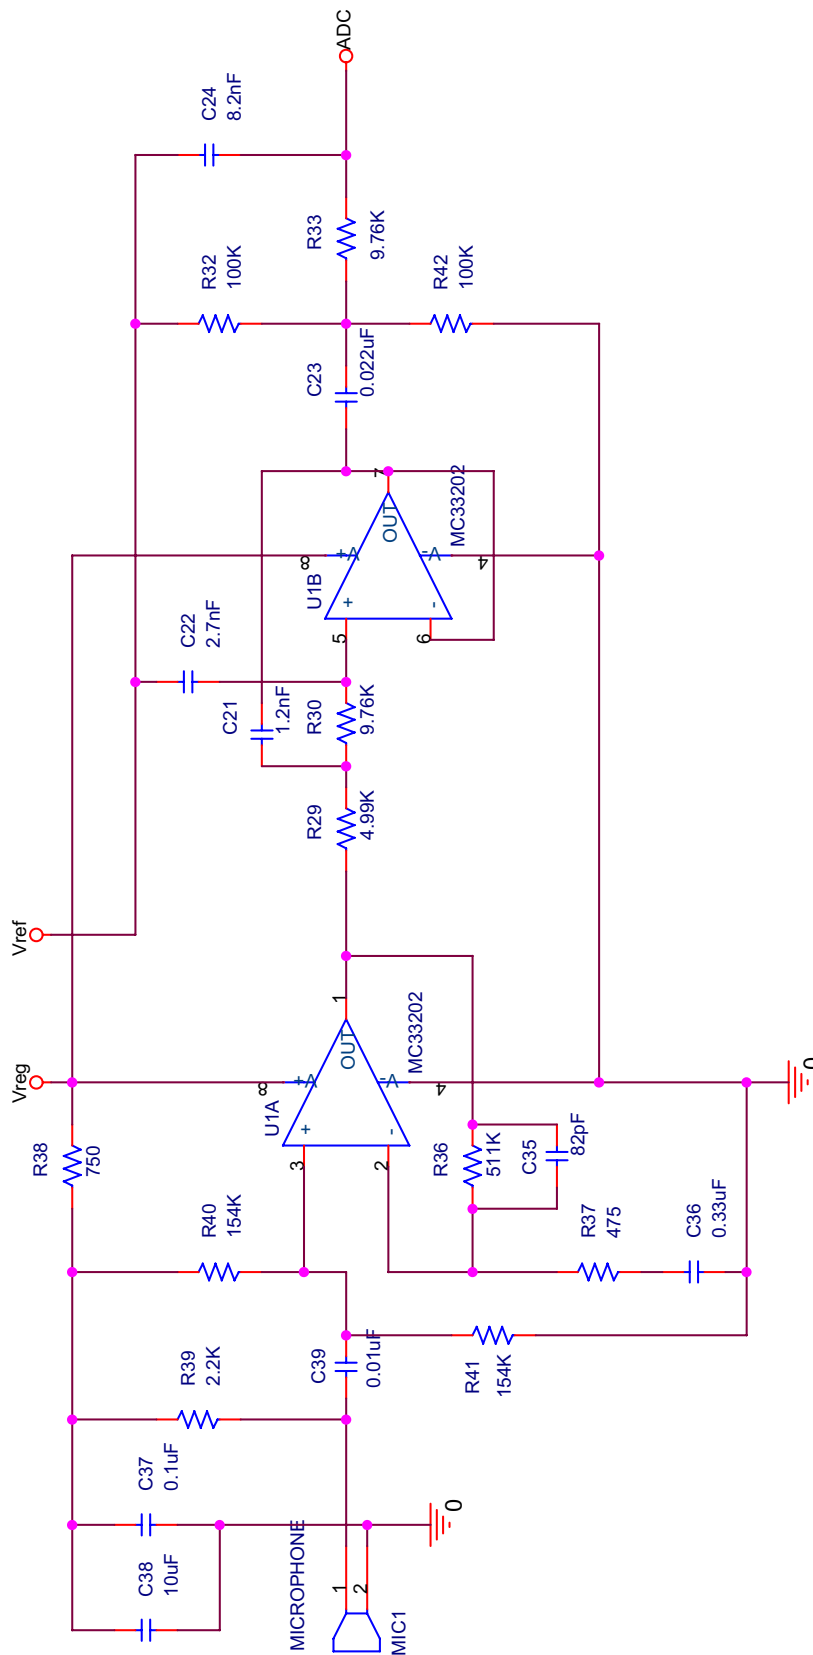 Vreg
Vref
ADC
C38
10uF
C37
0.1uF
R39
2.2K
R40
154K
R38
750
C22
2.7nF
C21
1.2nF
R32
100K
C24
8.2nF
MICROPHONE
1
2
MIC1
0
C39
0.01uF
R41
154K
U1A
3
+
2
-
8
V+
4
V-
OUT
1
MC33202
R36
511K
C35
82pF
R37
475
C36
0.33uF
0
R29
4.99K
R30
9.76K
U1B
5
+
6
-
8
V+
4
V-
OUT
7
MC33202
C23
0.022uF
R33
9.76K
R42
100K